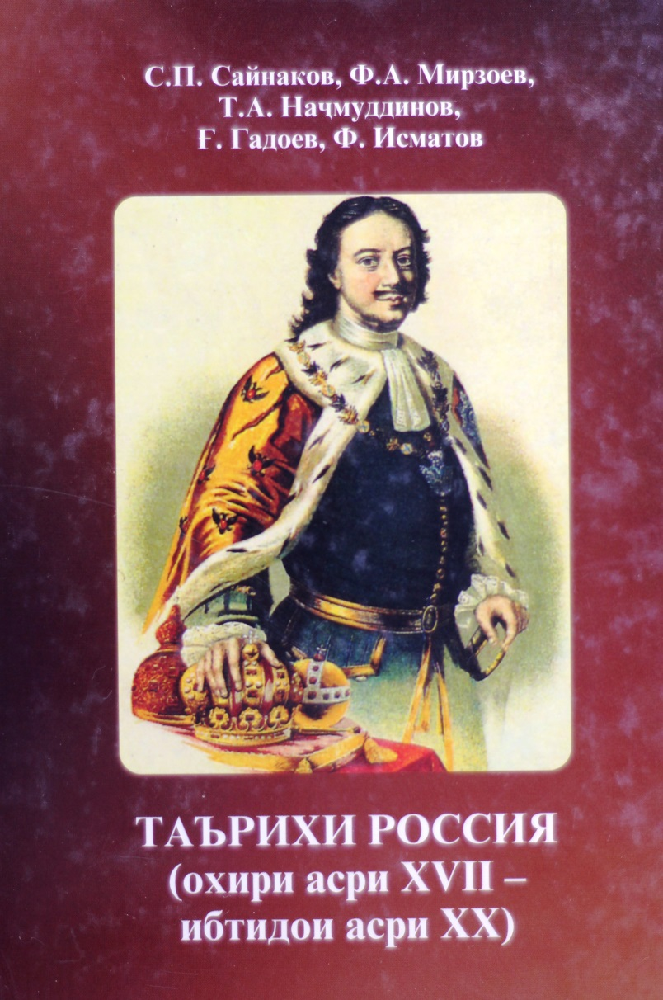 С.П. Сайнаков, Ф.А. Мирзоев,
Т.А. Наҷмуддинов,
Ғ. Гадоев, Ф. Исматов
ТАЪРИХИ РОССИЯ
(охири асри XVII –
ибтидои асри XX)